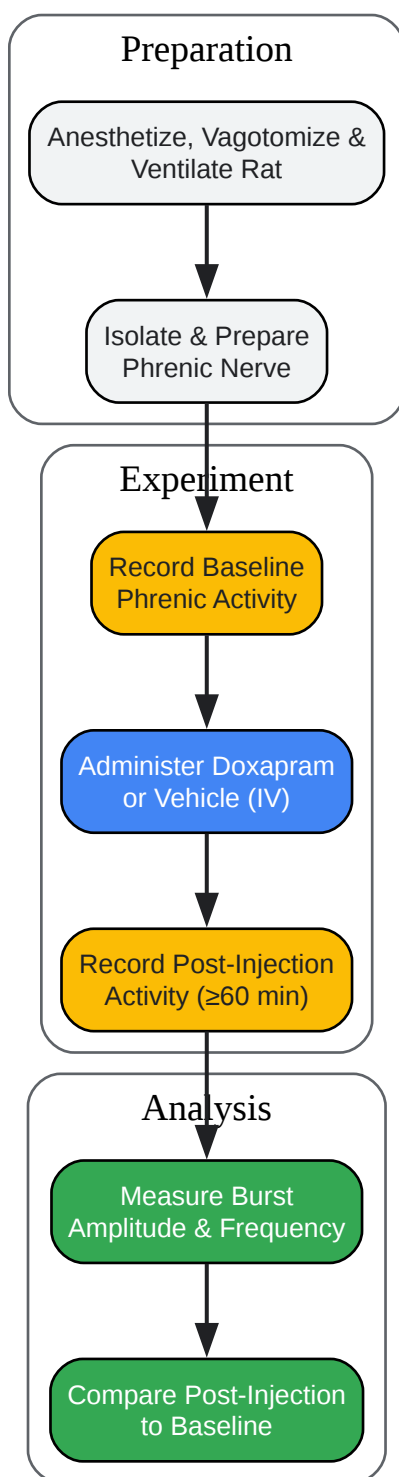 Preparation
Anesthetize, Vagotomize &
Ventilate Rat
Isolate & Prepare
Phrenic Nerve
Experiment
Record Baseline
Phrenic Activity
Administer Doxapram
or Vehicle (IV)
Record Post-Injection
Activity (≥60 min)
Analysis
Measure Burst
Amplitude & Frequency
Compare Post-Injection
to Baseline